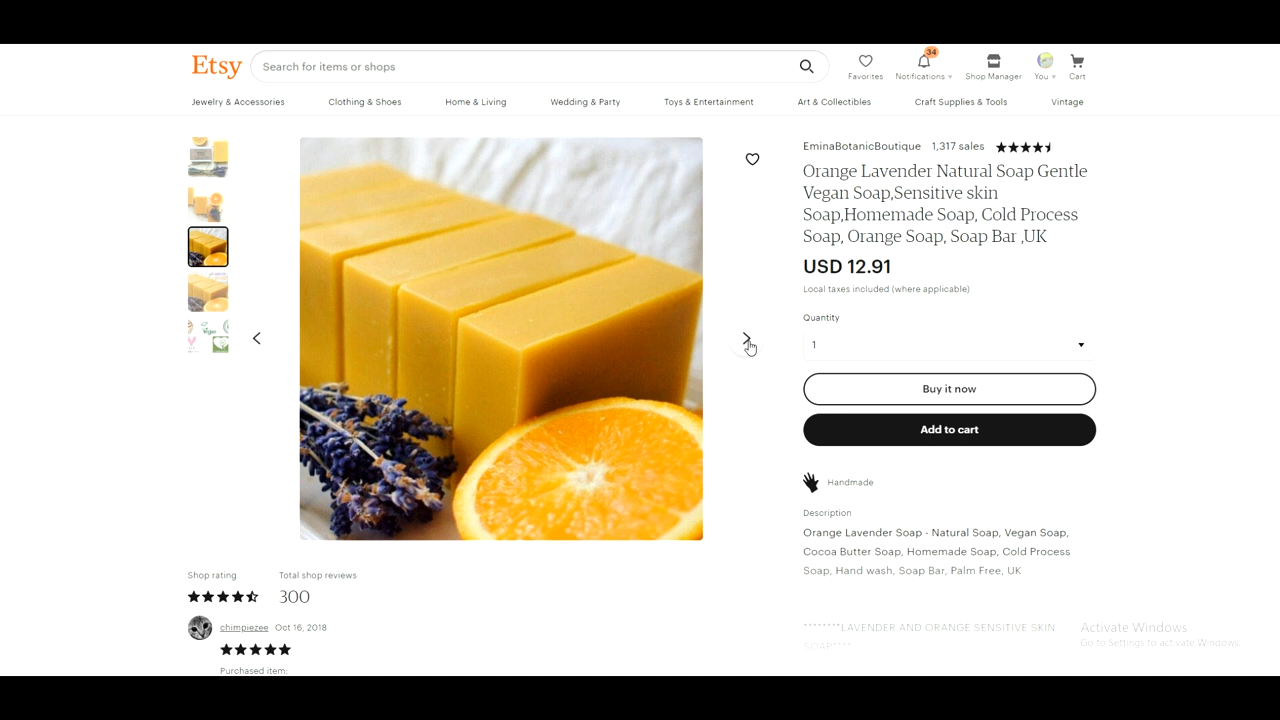 Etsy
Search for items or shops
34
Favorites
Notifications
Shop Manager
You
Cart
Jewelry & Accessories
Clothing & Shoes
Home & Living
Wedding & Party
Toys & Entertainment
Art & Collectibles
Craft Supplies & Tools
Vintage
EminaBotanicBoutique 1,317 sales
Orange Lavender Natural Soap Gentle
Vegan Soap,Sensitive skin
Soap,Homemade Soap, Cold Process
Soap, Orange Soap, Soap Bar ,UK
USD 12.91
Local taxes included (where applicable)
Quantity
1
Buy it now
Add to cart
Handmade
Description
Orange Lavender Soap - Natural Soap, Vegan Soap,
Cocoa Butter Soap, Homemade Soap, Cold Process
Soap, Hand wash, Soap Bar, Palm Free, UK
********LAVENDER AND ORANGE SENSITIVE SKIN
SOAP****
Shop rating
Total shop reviews
300
chimpiezee Oct 16, 2018
Purchased item:
Activate Windows
Go to Settings to activate Windows.